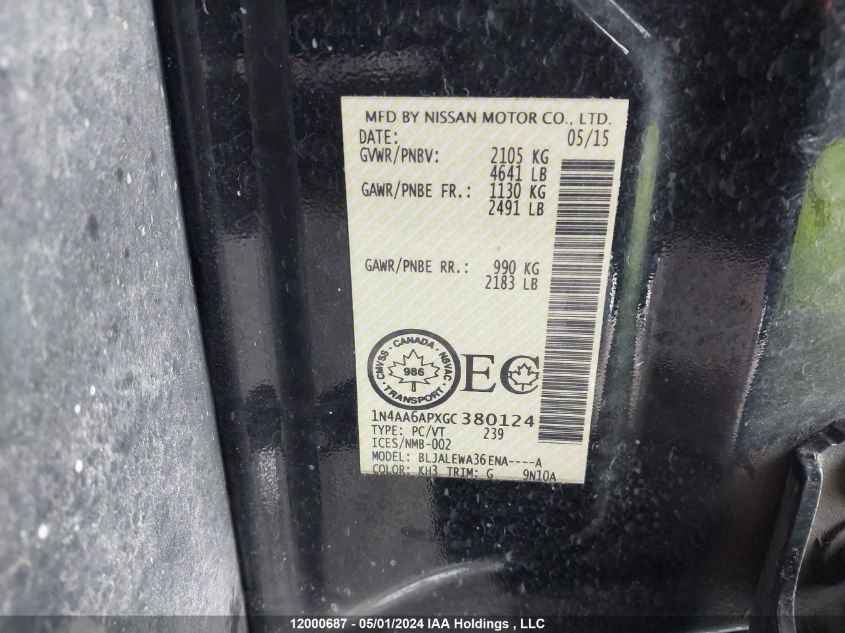 MFD BY NISSAN MOTOR CO., LTD.
DATE: 05/15
GVWR/PNBV: 2105 KG
4641 LB
GAWR/PNBE FR.: 1130 KG
2491 LB
GAWR/PNBE RR.: 990 KG
2183 LB
CMVSS · CANADA · NSVAC
986
· TRANSPORT ·
EC
1N4AA6APXGC380124
TYPE: PC/VT 239
ICES/NMB-002
MODEL: BLJALEWA36ENA----A
COLOR: KH3 TRIM: G 9N10A
12000687 - 05/01/2024 IAA Holdings , LLC